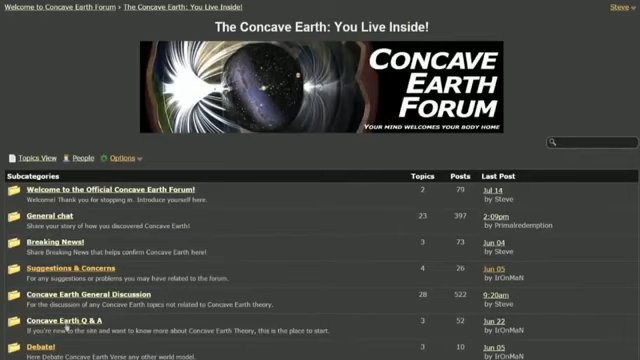 Welcome to Concave Earth Forum › The Concave Earth: You Live Inside!
Steve
The Concave Earth: You Live Inside!
CONCAVE
EARTH
FORUM
YOUR MIND WELCOMES YOUR BODY HOME
Topics View People Options
Subcategories Topics Posts Last Post
Welcome to the Official Concave Earth Forum! 2 79 Jul 14
Welcome! Thank you for stopping in. Introduce yourself here. by Steve
General chat 23 397 2:09pm
Share your story of how you discovered Concave Earth! by Primalredemption
Breaking News! 3 73 Jun 04
Share Breaking News that helps confirm Concave Earth here! by Steve
Suggestions & Concerns 4 26 Jun 05
For any suggestions or problems you may have related to the forum. by IrOnMaN
Concave Earth General Discussion 28 522 9:20am
For the discussion of any Concave Earth topics not related to Concave Earth theory. by Steve
Concave Earth Q & A 3 52 Jun 22
If you're new to the site and want to know more about Concave Earth Theory, this is the place to start. by IrOnMaN
Debate! 3 10 Jun 05
Here Debate Concave Earth Verse any other world model. by IrOnMaN